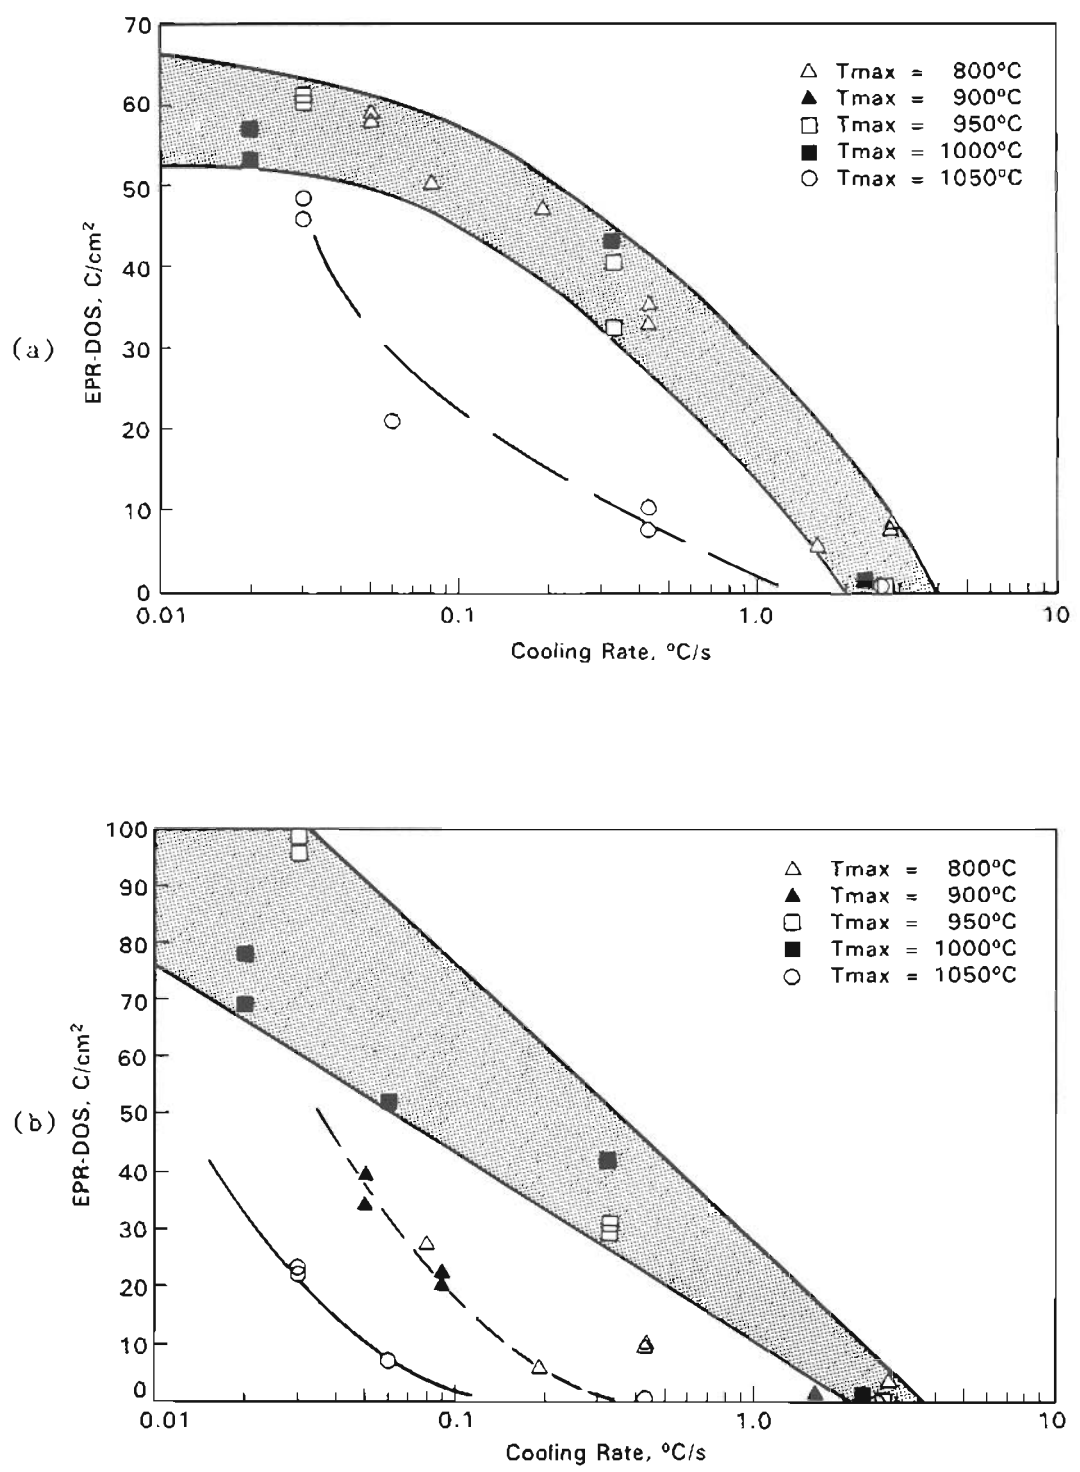 (a)
EPR-DOS, C/cm²
70
60
50
40
30
20
10
0
△ Tmax = 800°C
▲ Tmax = 900°C
□ Tmax = 950°C
■ Tmax = 1000°C
○ Tmax = 1050°C
0.01 0.1 1.0 10
Cooling Rate, °C/s
(b)
EPR-DOS, C/cm²
100
90
80
70
60
50
40
30
20
10
0
△ Tmax = 800°C
▲ Tmax = 900°C
□ Tmax = 950°C
■ Tmax = 1000°C
○ Tmax = 1050°C
0.01 0.1 1.0 10
Cooling Rate, °C/s